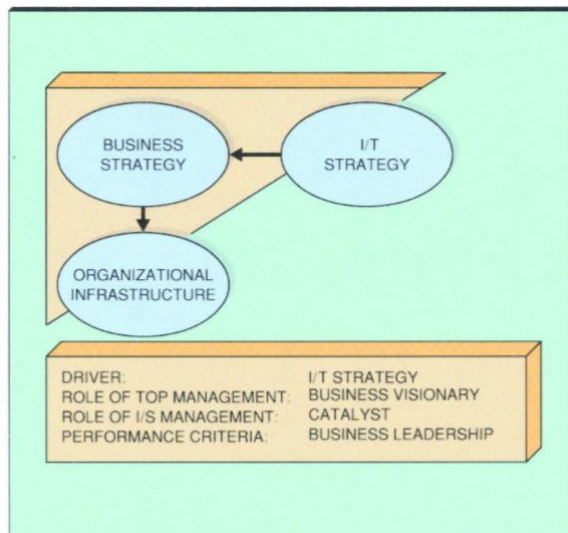 BUSINESS
STRATEGY
I/T
STRATEGY
ORGANIZATIONAL
INFRASTRUCTURE
DRIVER: I/T STRATEGY
ROLE OF TOP MANAGEMENT: BUSINESS VISIONARY
ROLE OF I/S MANAGEMENT: CATALYST
PERFORMANCE CRITERIA: BUSINESS LEADERSHIP